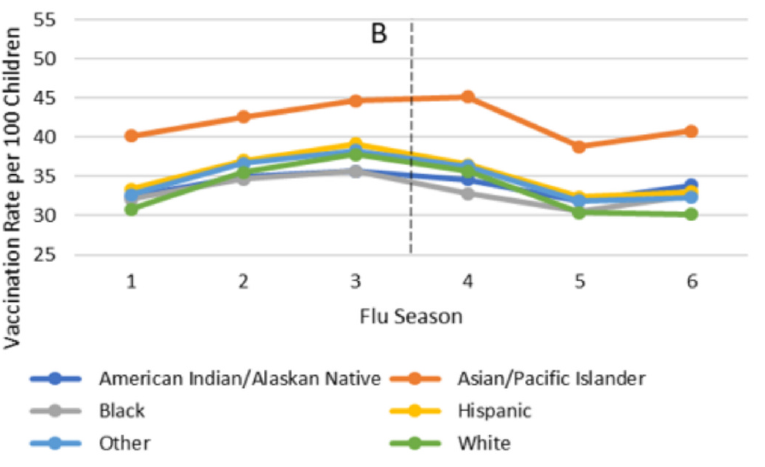 B
Vaccination Rate per 100 Children
55
50
45
40
35
30
25
1 2 3 4 5 6
Flu Season
American Indian/Alaskan Native Asian/Pacific Islander
Black Hispanic
Other White